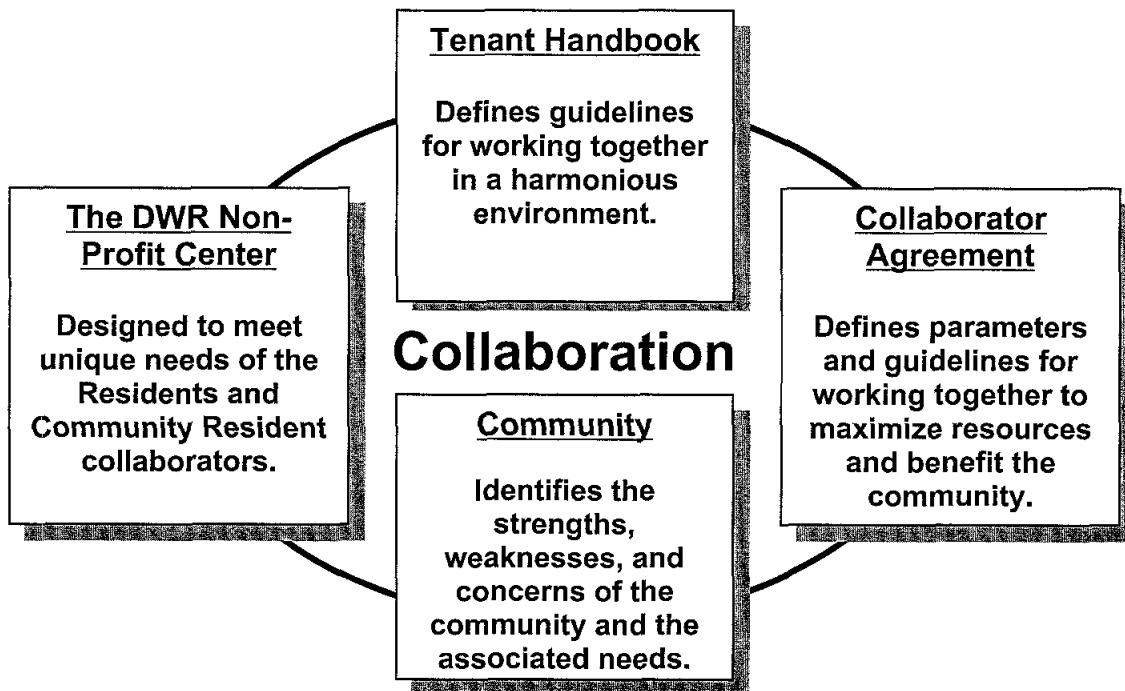 Tenant Handbook
Defines guidelines
for working together
in a harmonious
environment.
The DWR Non-
Profit Center
Designed to meet
unique needs of the
Residents and
Community Resident
collaborators.
Collaborator
Agreement
Defines parameters
and guidelines for
working together to
maximize resources
and benefit the
community.
Collaboration
Community
Identifies the
strengths,
weaknesses, and
concerns of the
community and the
associated needs.